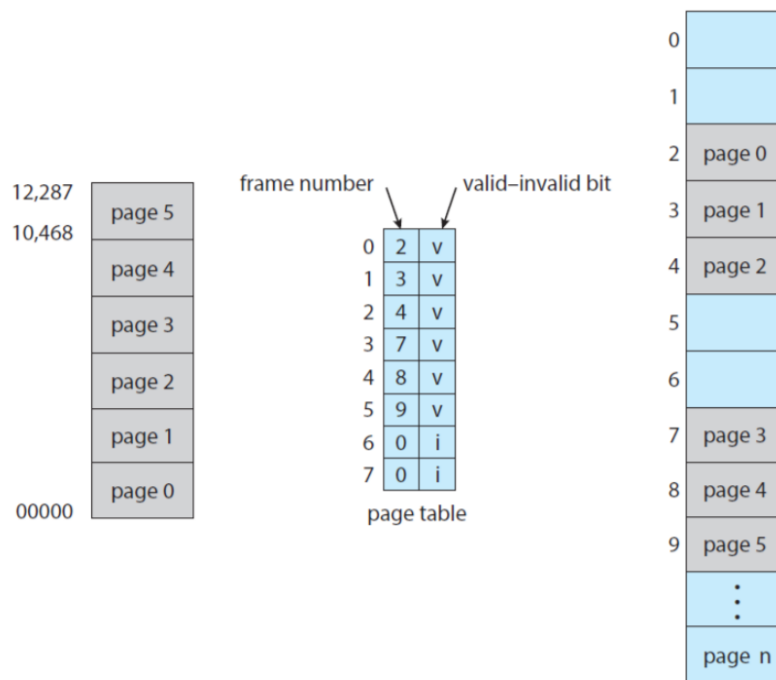 12,287
10,468
00000
page 5
page 4
page 3
page 2
page 1
page 0
frame number
valid–invalid bit
0 2 v
1 3 v
2 4 v
3 7 v
4 8 v
5 9 v
6 0 i
7 0 i
page table
0
1
2 page 0
3 page 1
4 page 2
5
6
7 page 3
8 page 4
9 page 5
⋮
page n